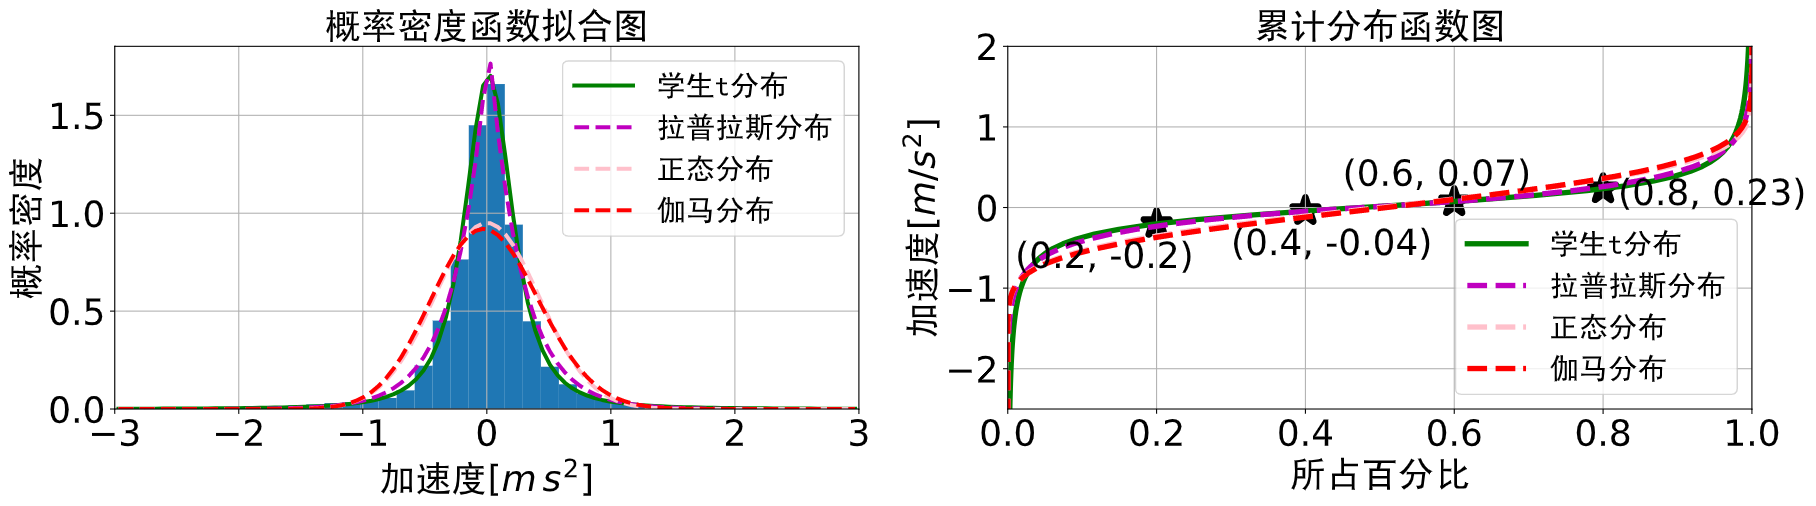 概率密度函数拟合图
概率密度
1.5
1.0
0.5
0.0
学生t分布
拉普拉斯分布
正态分布
伽马分布
−3 −2 −1 0 1 2 3
加速度[m s²]
累计分布函数图
加速度[m/s²]
2
1
0
−1
−2
(0.6, 0.07)
(0.8, 0.23)
(0.4, -0.04)
(0.2, -0.2)
学生t分布
拉普拉斯分布
正态分布
伽马分布
0.0 0.2 0.4 0.6 0.8 1.0
所占百分比